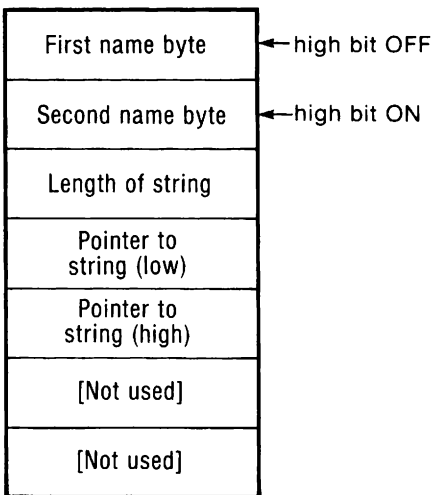 First name byte
high bit OFF
Second name byte
high bit ON
Length of string
Pointer to
string (low)
Pointer to
string (high)
[Not used]
[Not used]